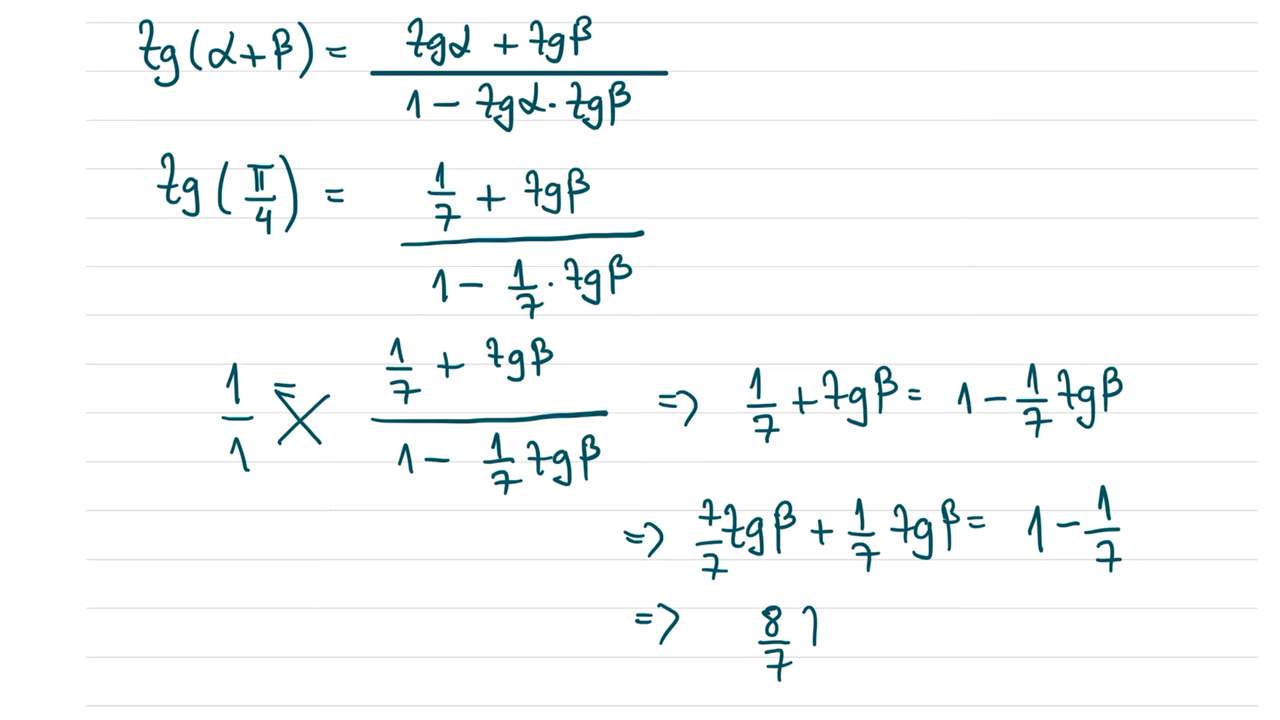 tg(α+β) = (tgα + tgβ)/(1 − tgα · tgβ)
tg(π/4) = (1/7 + tgβ)/(1 − 1/7 · tgβ)
1/1 = (1/7 + tgβ)/(1 − 1/7 tgβ) => 1/7 + tgβ = 1 − 1/7 tgβ
=> 7/7 tgβ + 1/7 tgβ = 1 − 1/7
=> 8/7